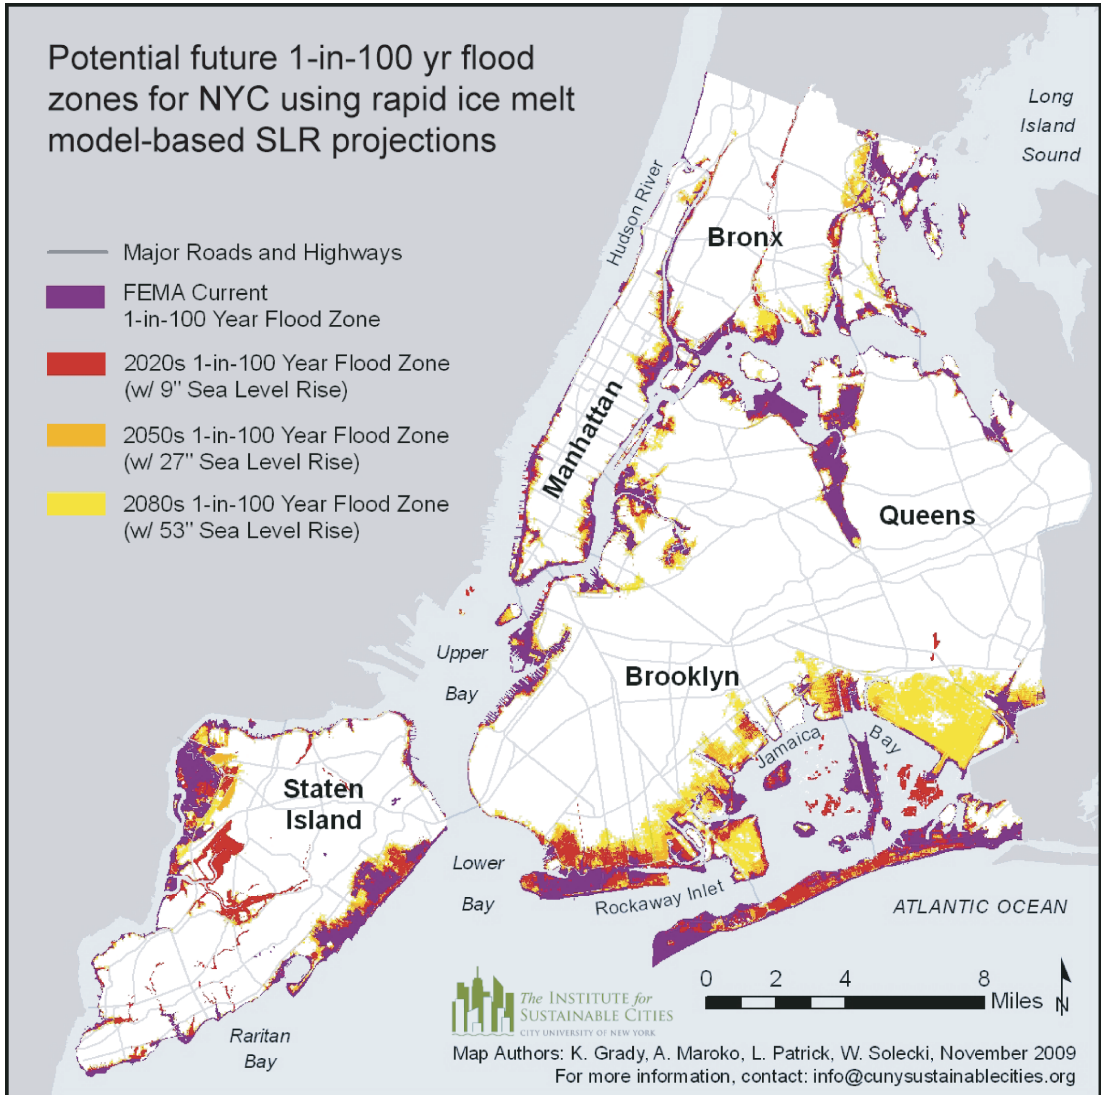 Potential future 1-in-100 yr flood
zones for NYC using rapid ice melt
model-based SLR projections
Major Roads and Highways
FEMA Current
1-in-100 Year Flood Zone
2020s 1-in-100 Year Flood Zone
(w/ 9" Sea Level Rise)
2050s 1-in-100 Year Flood Zone
(w/ 27" Sea Level Rise)
2080s 1-in-100 Year Flood Zone
(w/ 53" Sea Level Rise)
Long
Island
Sound
Hudson River
Bronx
Manhattan
Queens
Upper
Bay
Brooklyn
Jamaica
Bay
Staten
Island
Lower
Bay
Rockaway Inlet
ATLANTIC OCEAN
Raritan
Bay
0 2 4 8
Miles
N
The INSTITUTE for
SUSTAINABLE CITIES
CITY UNIVERSITY OF NEW YORK
Map Authors: K. Grady, A. Maroko, L. Patrick, W. Solecki, November 2009
For more information, contact: info@cunysustainablecities.org